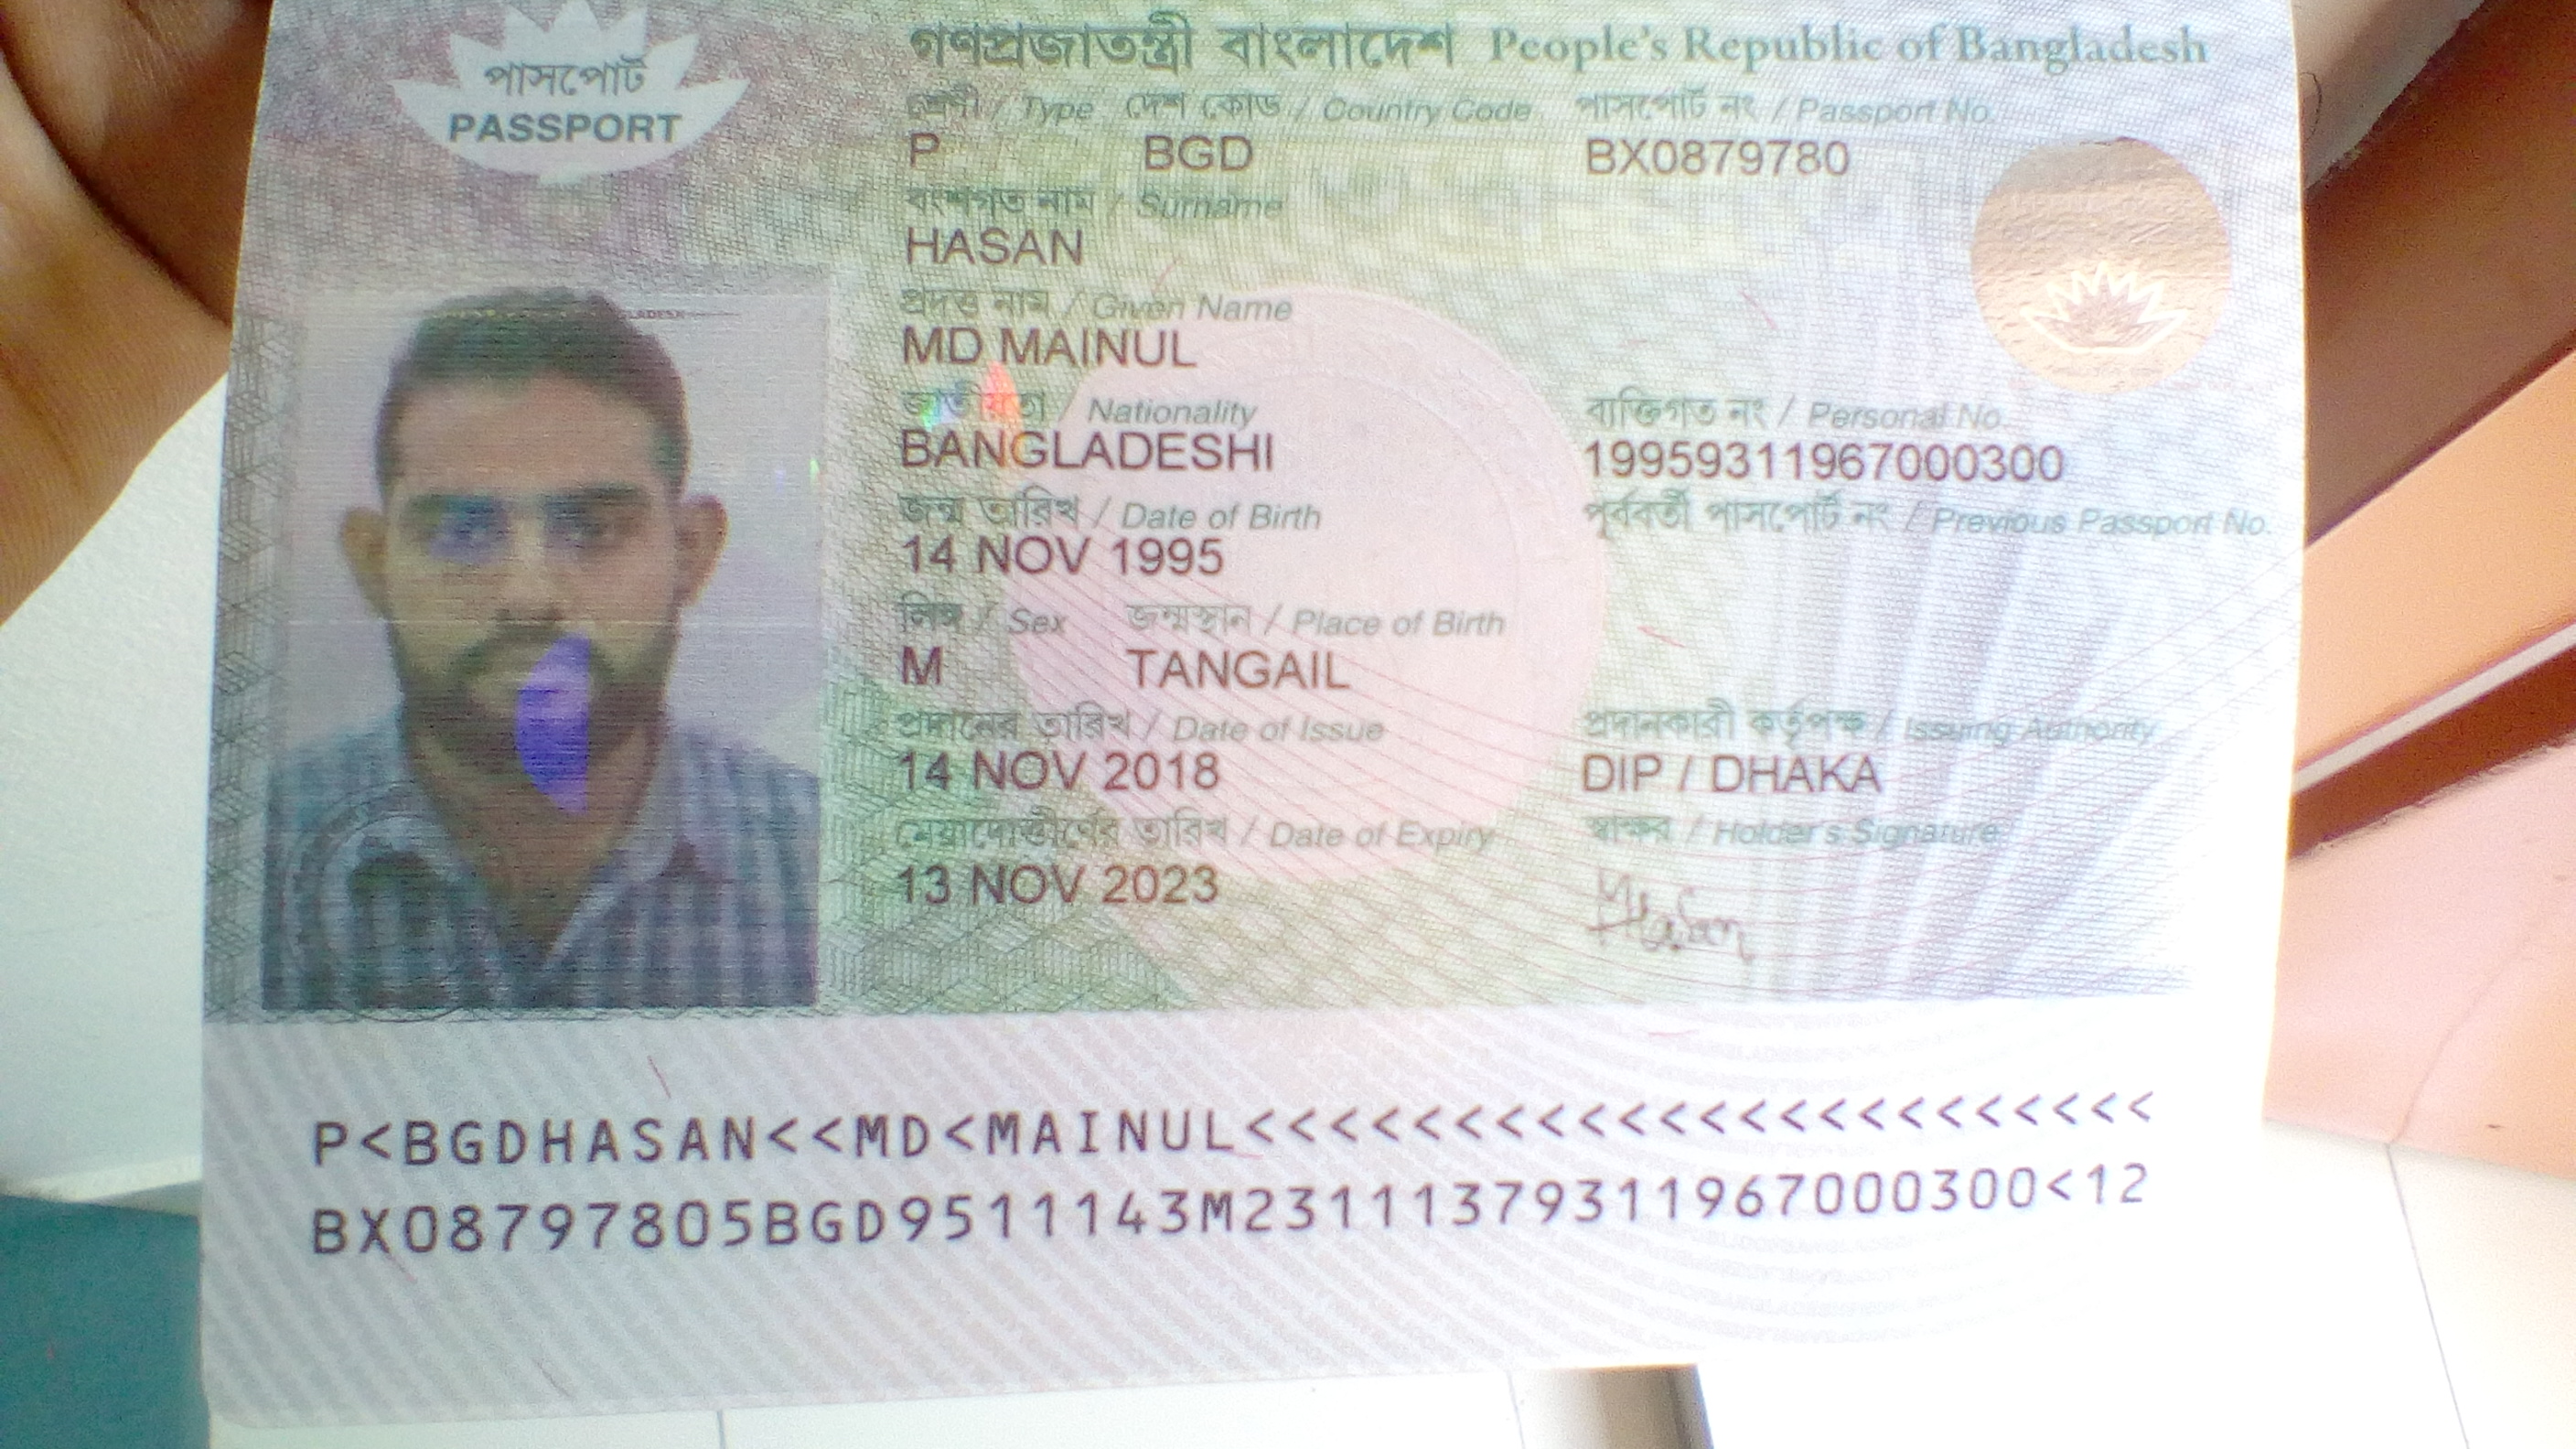 গণপ্রজাতন্ত্রী বাংলাদেশ People's Republic of Bangladesh
পাসপোর্ট
PASSPORT
শ্রেণী / Type দেশ কোড / Country Code পাসপোর্ট নং / Passport No.
P BGD BX0879780
বংশগত নাম / Surname
HASAN
প্রদত্ত নাম / Given Name
MD MAINUL
জাতীয়তা / Nationality ব্যক্তিগত নং / Personal No.
BANGLADESHI 19959311967000300
জন্ম তারিখ / Date of Birth পূর্ববর্তী পাসপোর্ট নং / Previous Passport No.
14 NOV 1995
লিঙ্গ / Sex জন্মস্থান / Place of Birth
M TANGAIL
প্রদানের তারিখ / Date of Issue প্রদানকারী কর্তৃপক্ষ / Issuing Authority
14 NOV 2018 DIP / DHAKA
মেয়াদোত্তীর্ণের তারিখ / Date of Expiry স্বাক্ষর / Holder's Signature
13 NOV 2023
MHasan
P<BGDHASAN<<MD<MAINUL<<<<<<<<<<<<<<<<<<<<<<<
BX08797805BGD9511143M23111379311967000300<12